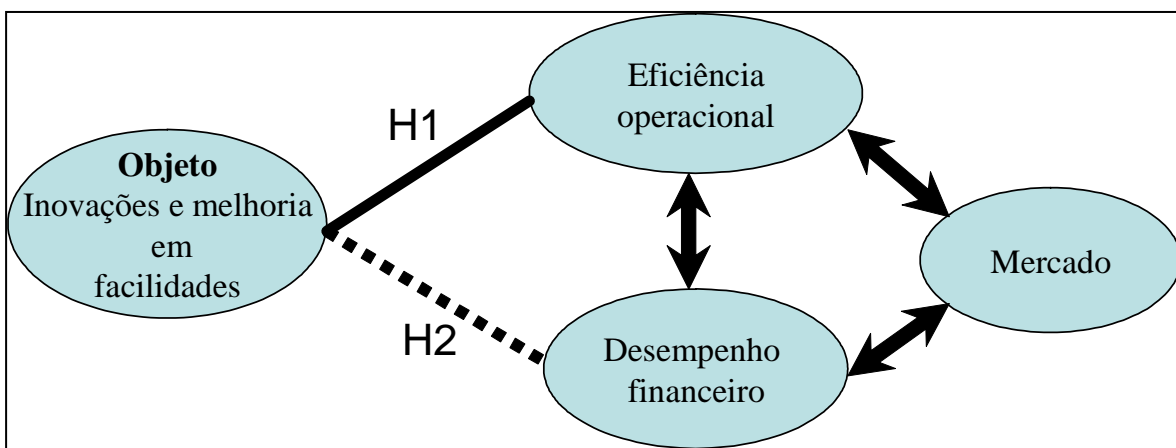 Objeto
Inovações e melhoria
em
facilidades
H1
H2
Eficiência
operacional
Desempenho
financeiro
Mercado